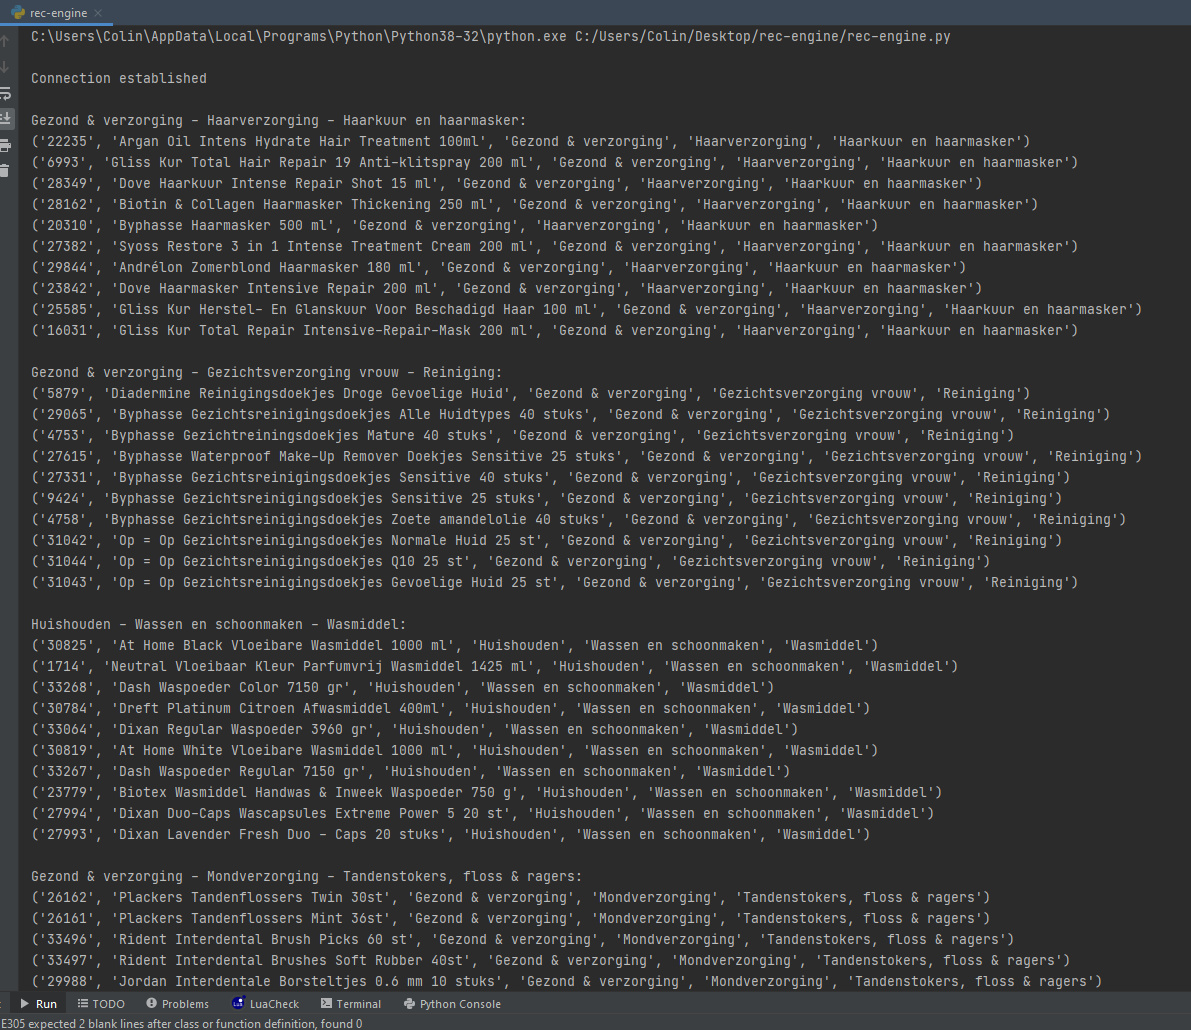 rec-engine
C:\Users\Colin\AppData\Local\Programs\Python\Python38-32\python.exe C:/Users/Colin/Desktop/rec-engine/rec-engine.py
Connection established
Gezond & verzorging - Haarverzorging - Haarkuur en haarmasker:
('22235', 'Argan Oil Intens Hydrate Hair Treatment 100ml', 'Gezond & verzorging', 'Haarverzorging', 'Haarkuur en haarmasker')
('6993', 'Gliss Kur Total Hair Repair 19 Anti-klitspray 200 ml', 'Gezond & verzorging', 'Haarverzorging', 'Haarkuur en haarmasker')
('28349', 'Dove Haarkuur Intense Repair Shot 15 ml', 'Gezond & verzorging', 'Haarverzorging', 'Haarkuur en haarmasker')
('28162', 'Biotin & Collagen Haarmasker Thickening 250 ml', 'Gezond & verzorging', 'Haarverzorging', 'Haarkuur en haarmasker')
('20310', 'Byphasse Haarmasker 500 ml', 'Gezond & verzorging', 'Haarverzorging', 'Haarkuur en haarmasker')
('27382', 'Syoss Restore 3 in 1 Intense Treatment Cream 200 ml', 'Gezond & verzorging', 'Haarverzorging', 'Haarkuur en haarmasker')
('29844', 'Andrélon Zomerblond Haarmasker 180 ml', 'Gezond & verzorging', 'Haarverzorging', 'Haarkuur en haarmasker')
('23842', 'Dove Haarmasker Intensive Repair 200 ml', 'Gezond & verzorging', 'Haarverzorging', 'Haarkuur en haarmasker')
('25585', 'Gliss Kur Herstel- En Glanskuur Voor Beschadigd Haar 100 ml', 'Gezond & verzorging', 'Haarverzorging', 'Haarkuur en haarmasker')
('16031', 'Gliss Kur Total Repair Intensive-Repair-Mask 200 ml', 'Gezond & verzorging', 'Haarverzorging', 'Haarkuur en haarmasker')
Gezond & verzorging - Gezichtsverzorging vrouw - Reiniging:
('5879', 'Diadermine Reinigingsdoekjes Droge Gevoelige Huid', 'Gezond & verzorging', 'Gezichtsverzorging vrouw', 'Reiniging')
('29065', 'Byphasse Gezichtsreinigingsdoekjes Alle Huidtypes 40 stuks', 'Gezond & verzorging', 'Gezichtsverzorging vrouw', 'Reiniging')
('4753', 'Byphasse Gezichtreiningsdoekjes Mature 40 stuks', 'Gezond & verzorging', 'Gezichtsverzorging vrouw', 'Reiniging')
('27615', 'Byphasse Waterproof Make-Up Remover Doekjes Sensitive 25 stuks', 'Gezond & verzorging', 'Gezichtsverzorging vrouw', 'Reiniging')
('27331', 'Byphasse Gezichtsreinigingsdoekjes Sensitive 40 stuks', 'Gezond & verzorging', 'Gezichtsverzorging vrouw', 'Reiniging')
('9424', 'Byphasse Gezichtsreinigingsdoekjes Sensitive 25 stuks', 'Gezond & verzorging', 'Gezichtsverzorging vrouw', 'Reiniging')
('4758', 'Byphasse Gezichtsreinigingsdoekjes Zoete amandelolie 40 stuks', 'Gezond & verzorging', 'Gezichtsverzorging vrouw', 'Reiniging')
('31042', 'Op = Op Gezichtsreinigingsdoekjes Normale Huid 25 st', 'Gezond & verzorging', 'Gezichtsverzorging vrouw', 'Reiniging')
('31044', 'Op = Op Gezichtsreinigingsdoekjes Q10 25 st', 'Gezond & verzorging', 'Gezichtsverzorging vrouw', 'Reiniging')
('31043', 'Op = Op Gezichtsreinigingsdoekjes Gevoelige Huid 25 st', 'Gezond & verzorging', 'Gezichtsverzorging vrouw', 'Reiniging')
Huishouden - Wassen en schoonmaken - Wasmiddel:
('30825', 'At Home Black Vloeibare Wasmiddel 1000 ml', 'Huishouden', 'Wassen en schoonmaken', 'Wasmiddel')
('1714', 'Neutral Vloeibaar Kleur Parfumvrij Wasmiddel 1425 ml', 'Huishouden', 'Wassen en schoonmaken', 'Wasmiddel')
('33268', 'Dash Waspoeder Color 7150 gr', 'Huishouden', 'Wassen en schoonmaken', 'Wasmiddel')
('30784', 'Dreft Platinum Citroen Afwasmiddel 400ml', 'Huishouden', 'Wassen en schoonmaken', 'Wasmiddel')
('33064', 'Dixan Regular Waspoeder 3960 gr', 'Huishouden', 'Wassen en schoonmaken', 'Wasmiddel')
('30819', 'At Home White Vloeibare Wasmiddel 1000 ml', 'Huishouden', 'Wassen en schoonmaken', 'Wasmiddel')
('33267', 'Dash Waspoeder Regular 7150 gr', 'Huishouden', 'Wassen en schoonmaken', 'Wasmiddel')
('23779', 'Biotex Wasmiddel Handwas & Inweek Waspoeder 750 g', 'Huishouden', 'Wassen en schoonmaken', 'Wasmiddel')
('27994', 'Dixan Duo-Caps Wascapsules Extreme Power 5 20 st', 'Huishouden', 'Wassen en schoonmaken', 'Wasmiddel')
('27993', 'Dixan Lavender Fresh Duo - Caps 20 stuks', 'Huishouden', 'Wassen en schoonmaken', 'Wasmiddel')
Gezond & verzorging - Mondverzorging - Tandenstokers, floss & ragers:
('26162', 'Plackers Tandenflossers Twin 30st', 'Gezond & verzorging', 'Mondverzorging', 'Tandenstokers, floss & ragers')
('26161', 'Plackers Tandenflossers Mint 36st', 'Gezond & verzorging', 'Mondverzorging', 'Tandenstokers, floss & ragers')
('33496', 'Rident Interdental Brush Picks 60 st', 'Gezond & verzorging', 'Mondverzorging', 'Tandenstokers, floss & ragers')
('33497', 'Rident Interdental Brushes Soft Rubber 40st', 'Gezond & verzorging', 'Mondverzorging', 'Tandenstokers, floss & ragers')
('29988', 'Jordan Interdentale Borsteltjes 0.6 mm 10 stuks', 'Gezond & verzorging', 'Mondverzorging', 'Tandenstokers, floss & ragers')
Run TODO Problems LuaCheck Terminal Python Console
E305 expected 2 blank lines after class or function definition, found 0